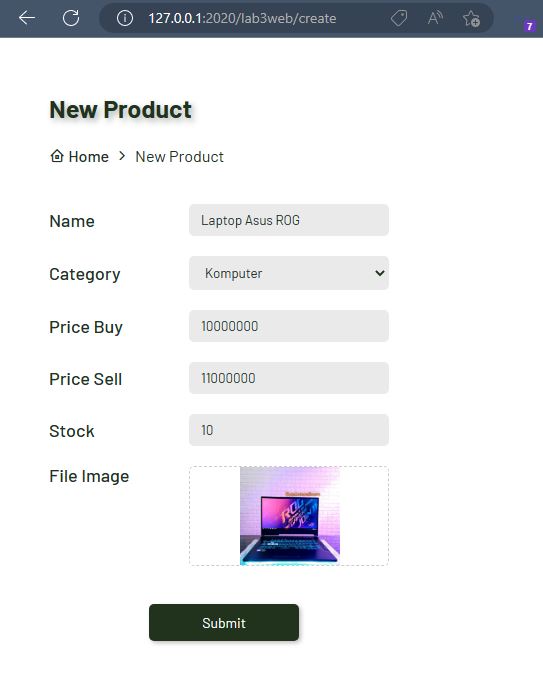 127.0.0.1:2020/lab3web/create
7
New Product
Home > New Product
Name Laptop Asus ROG
Category Komputer
Price Buy 10000000
Price Sell 11000000
Stock 10
File Image
Submit